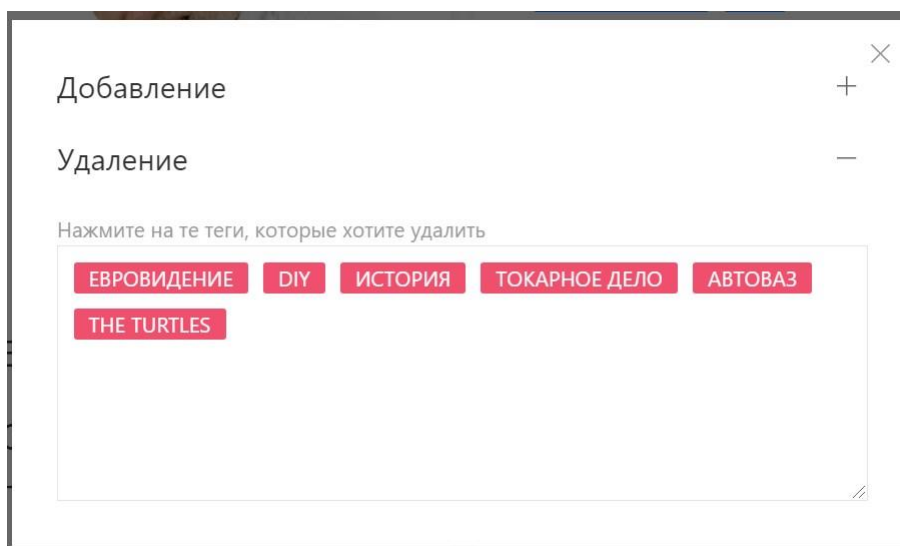 Добавление
Удаление
Нажмите на те теги, которые хотите удалить
ЕВРОВИДЕНИЕ DIY ИСТОРИЯ ТОКАРНОЕ ДЕЛО АВТОВАЗ
THE TURTLES